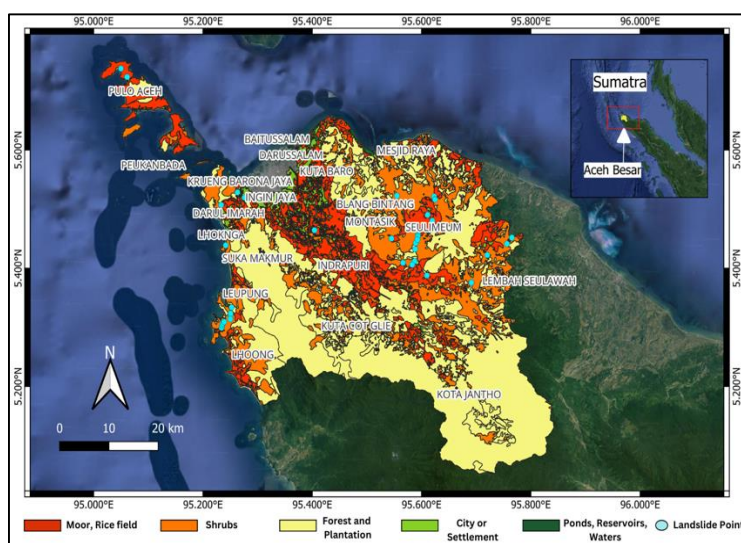 95.000°E 95.200°E 95.400°E 95.600°E 95.800°E 96.000°E
5.600°N
5.400°N
5.200°N
Sumatra
Aceh Besar
PULO ACEH
PEUKANBADA
BAITUSSALAM
DARUSSALAM
MESJID RAYA
KUTA BARO
KRUENG BARONA JAYA
INGIN JAYA
BLANG BINTANG
DARUL IMARAH
MONTASIK
SEULIMEUM
LHOKNGA
SUKA MAKMUR
INDRAPURI
LEMBAH SEULAWAH
LEUPUNG
KUTA COT GLIE
LHOONG
KOTA JANTHO
N
0 10 20 km
5.600°N
5.400°N
5.200°N
95.000°E 95.200°E 95.400°E 95.600°E 95.800°E 96.000°E
Moor, Rice field
Shrubs
Forest and
Plantation
City or
Settlement
Ponds, Reservoirs,
Waters
Landslide Point